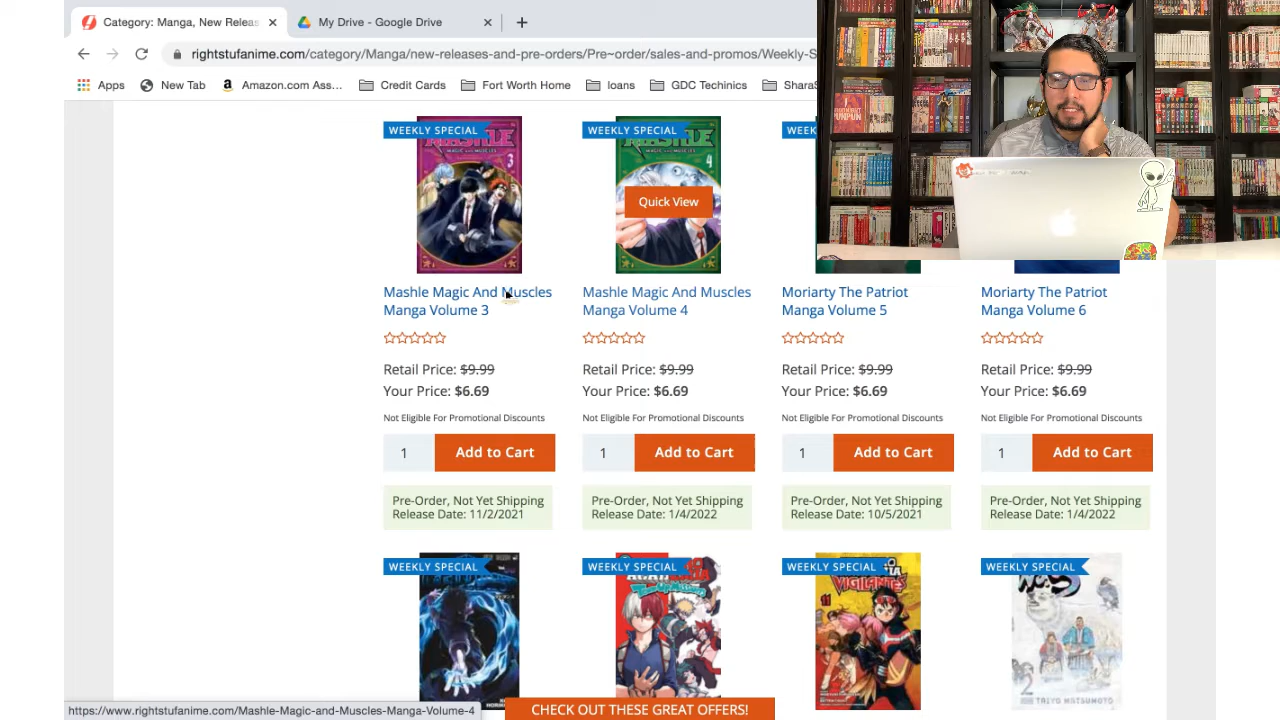 Category: Manga, New Releas
My Drive - Google Drive
rightstufanime.com/category/Manga/new-releases-and-pre-orders/Pre~order/sales-and-promos/Weekly-S
Apps
New Tab
Amazon.com Ass...
Credit Cards
Fort Worth Home
loans
GDC Techinics
Shara
WEEKLY SPECIAL
MASHLE
3
WEEKLY SPECIAL
MASHLE
4
Quick View
Mashle Magic And Muscles
Manga Volume 3
Mashle Magic And Muscles
Manga Volume 4
Moriarty The Patriot
Manga Volume 5
Moriarty The Patriot
Manga Volume 6
Retail Price: $9.99
Your Price: $6.69
Retail Price: $9.99
Your Price: $6.69
Retail Price: $9.99
Your Price: $6.69
Retail Price: $9.99
Your Price: $6.69
Not Eligible For Promotional Discounts
Not Eligible For Promotional Discounts
Not Eligible For Promotional Discounts
Not Eligible For Promotional Discounts
1
Add to Cart
1
Add to Cart
1
Add to Cart
1
Add to Cart
Pre-Order, Not Yet Shipping
Release Date: 11/2/2021
Pre-Order, Not Yet Shipping
Release Date: 1/4/2022
Pre-Order, Not Yet Shipping
Release Date: 10/5/2021
Pre-Order, Not Yet Shipping
Release Date: 1/4/2022
WEEKLY SPECIAL
WEEKLY SPECIAL
WEEKLY SPECIAL
VIGILANTES
11
WEEKLY SPECIAL
TAIYO MATSUMOTO
https://www.rightstufanime.com/Mashle-Magic-and-Muscles-Manga-Volume-4
CHECK OUT THESE GREAT OFFERS!